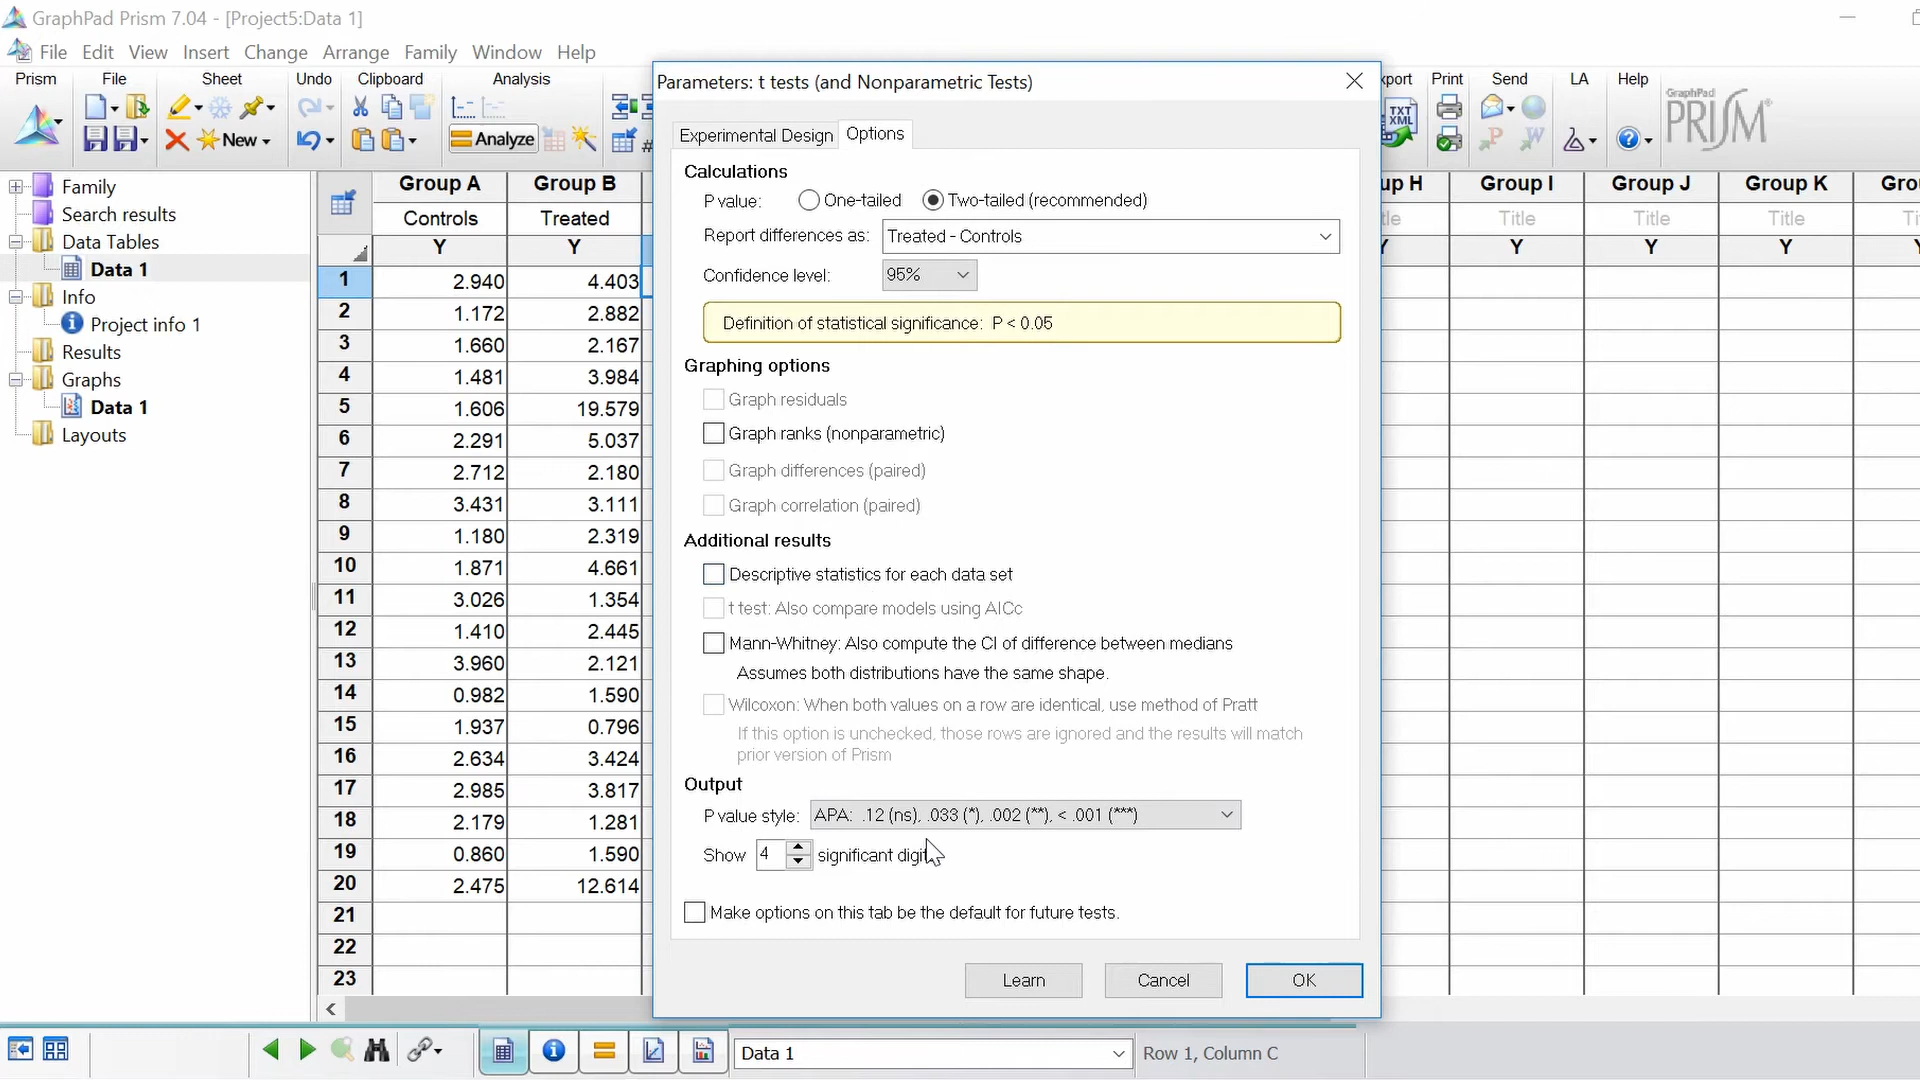 GraphPad Prism 7.04 - [Project5:Data 1]
File Edit View Insert Change Arrange Family Window Help
Prism File Sheet Undo Clipboard Analysis
New
Analyze
Parameters: t tests (and Nonparametric Tests)
xport Print Send LA Help
TXT
XML
GraphPad
PRISM
Family
Search results
Data Tables
Data 1
Info
Project info 1
Results
Graphs
Data 1
Layouts
Group A Group B
Controls Treated
Y Y
1 2.940 4.403
2 1.172 2.882
3 1.660 2.167
4 1.481 3.984
5 1.606 19.579
6 2.291 5.037
7 2.712 2.180
8 3.431 3.111
9 1.180 2.319
10 1.871 4.661
11 3.026 1.354
12 1.410 2.445
13 3.960 2.121
14 0.982 1.590
15 1.937 0.796
16 2.634 3.424
17 2.985 3.817
18 2.179 1.281
19 0.860 1.590
20 2.475 12.614
21
22
23
Experimental Design Options
Calculations
P value: One-tailed Two-tailed (recommended)
Report differences as: Treated - Controls
Confidence level: 95%
Definition of statistical significance: P < 0.05
Graphing options
Graph residuals
Graph ranks (nonparametric)
Graph differences (paired)
Graph correlation (paired)
Additional results
Descriptive statistics for each data set
t test: Also compare models using AICc
Mann-Whitney: Also compute the CI of difference between medians
Assumes both distributions have the same shape.
Wilcoxon: When both values on a row are identical, use method of Pratt
If this option is unchecked, those rows are ignored and the results will match
prior version of Prism
Output
P value style: APA: .12 (ns), .033 (*), .002 (**), < .001 (***)
Show 4 significant digit
Make options on this tab be the default for future tests.
Learn Cancel OK
up H Group I Group J Group K Grou
tle Title Title Title
Y Y Y Y
Data 1
Row 1, Column C